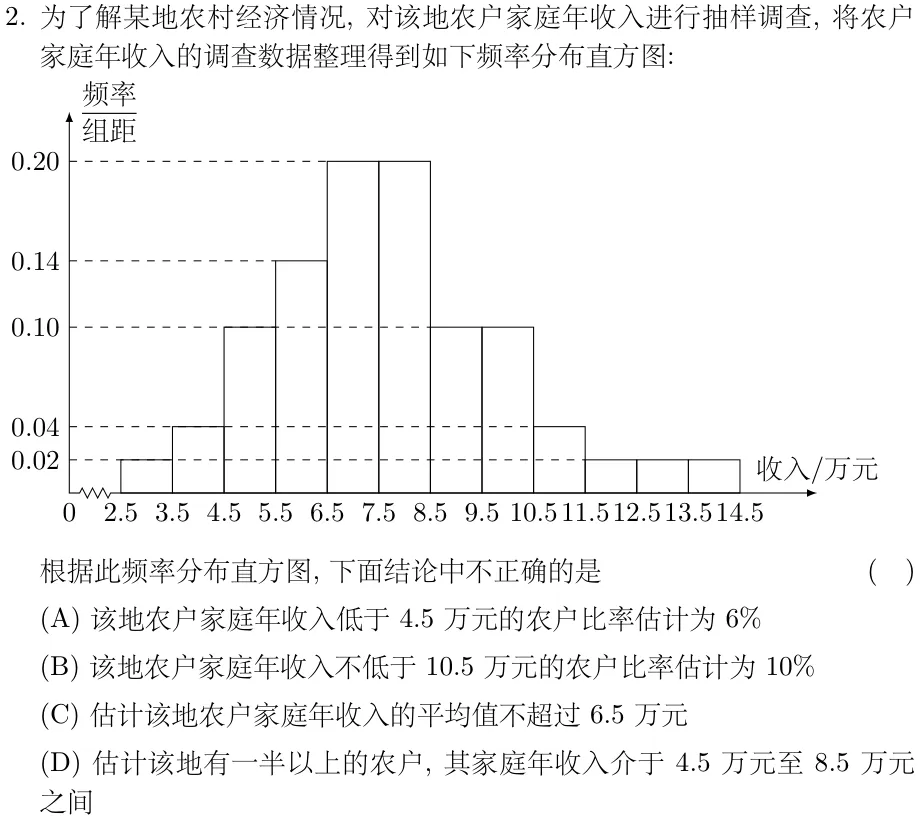 2. 为了解某地农村经济情况, 对该地农户家庭年收入进行抽样调查, 将农户
家庭年收入的调查数据整理得到如下频率分布直方图:
频率
组距
0.20
0.14
0.10
0.04
0.02
收入/万元
0 2.5 3.5 4.5 5.5 6.5 7.5 8.5 9.5 10.5 11.5 12.5 13.5 14.5
根据此频率分布直方图, 下面结论中不正确的是 ( )
(A) 该地农户家庭年收入低于 4.5 万元的农户比率估计为 6%
(B) 该地农户家庭年收入不低于 10.5 万元的农户比率估计为 10%
(C) 估计该地农户家庭年收入的平均值不超过 6.5 万元
(D) 估计该地有一半以上的农户, 其家庭年收入介于 4.5 万元至 8.5 万元
之间